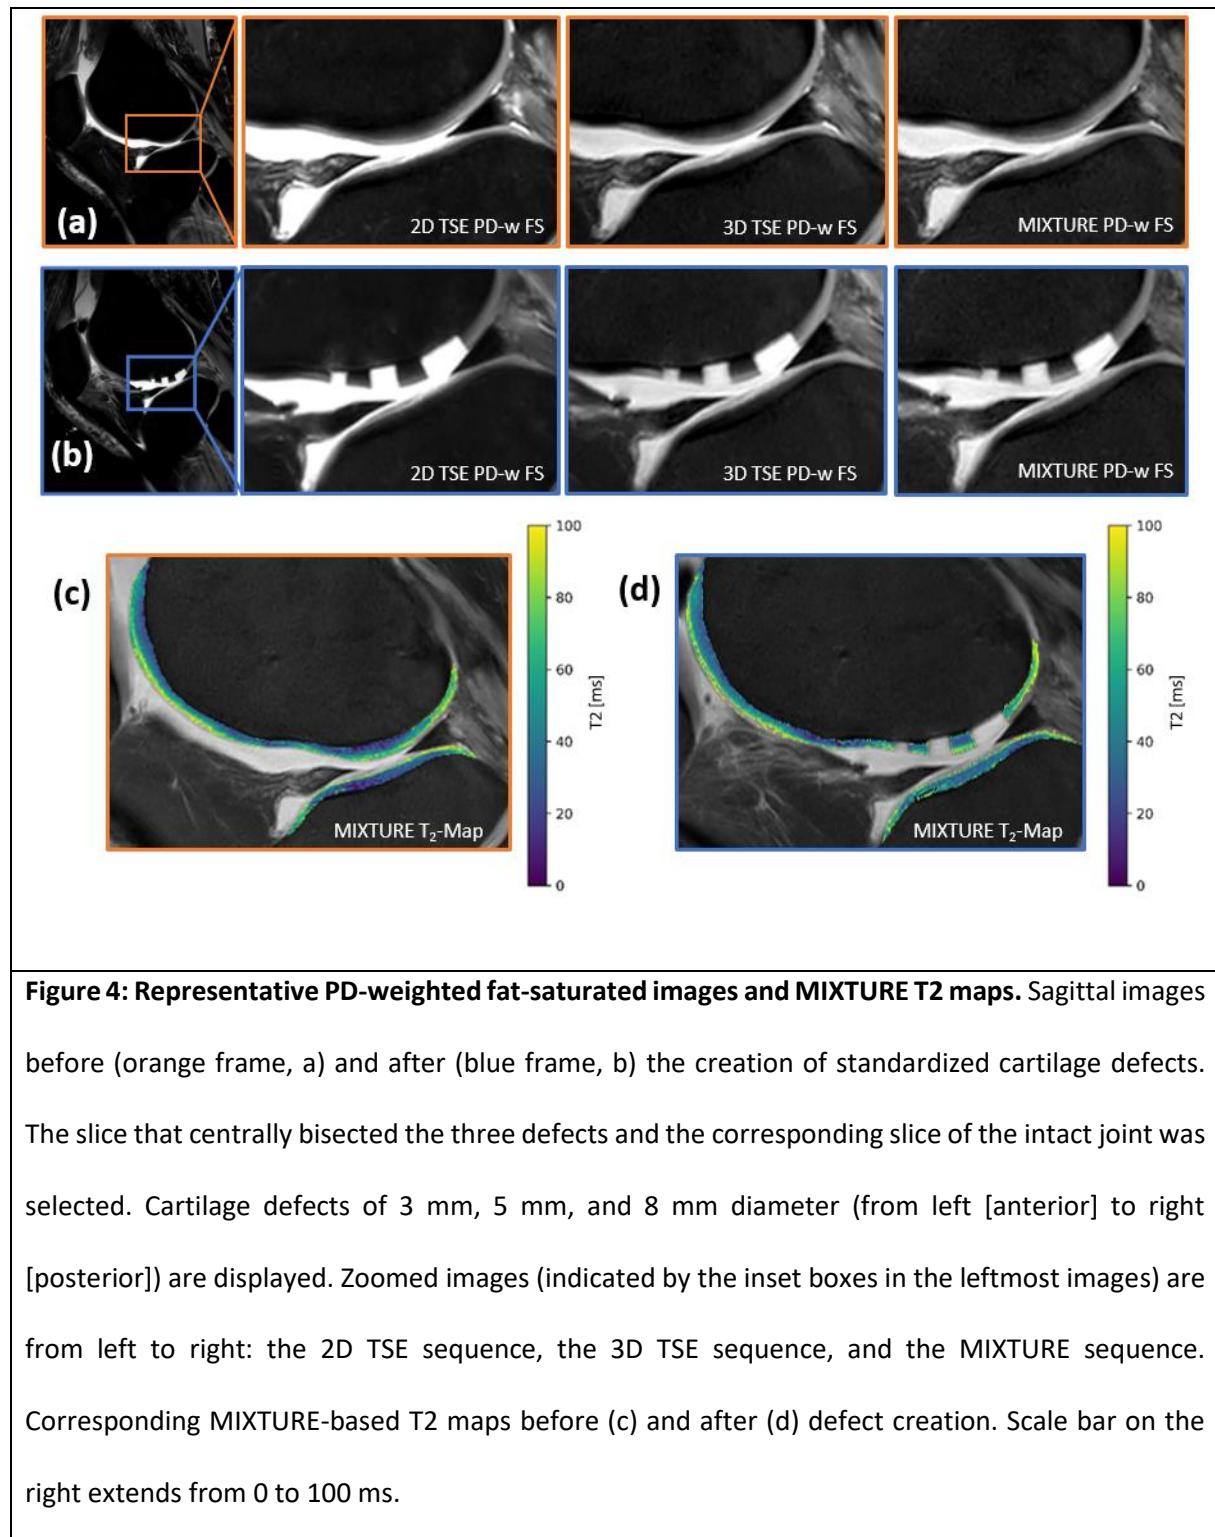 (a)
2D TSE PD-w FS
3D TSE PD-w FS
MIXTURE PD-w FS
(b)
2D TSE PD-w FS
3D TSE PD-w FS
MIXTURE PD-w FS
(c)
MIXTURE T₂-Map
100
80
60
40
20
0
T2 [ms]
(d)
MIXTURE T₂-Map
100
80
60
40
20
0
T2 [ms]
Figure 4: Representative PD-weighted fat-saturated images and MIXTURE T2 maps. Sagittal images
before (orange frame, a) and after (blue frame, b) the creation of standardized cartilage defects.
The slice that centrally bisected the three defects and the corresponding slice of the intact joint was
selected. Cartilage defects of 3 mm, 5 mm, and 8 mm diameter (from left [anterior] to right
[posterior]) are displayed. Zoomed images (indicated by the inset boxes in the leftmost images) are
from left to right: the 2D TSE sequence, the 3D TSE sequence, and the MIXTURE sequence.
Corresponding MIXTURE-based T2 maps before (c) and after (d) defect creation. Scale bar on the
right extends from 0 to 100 ms.